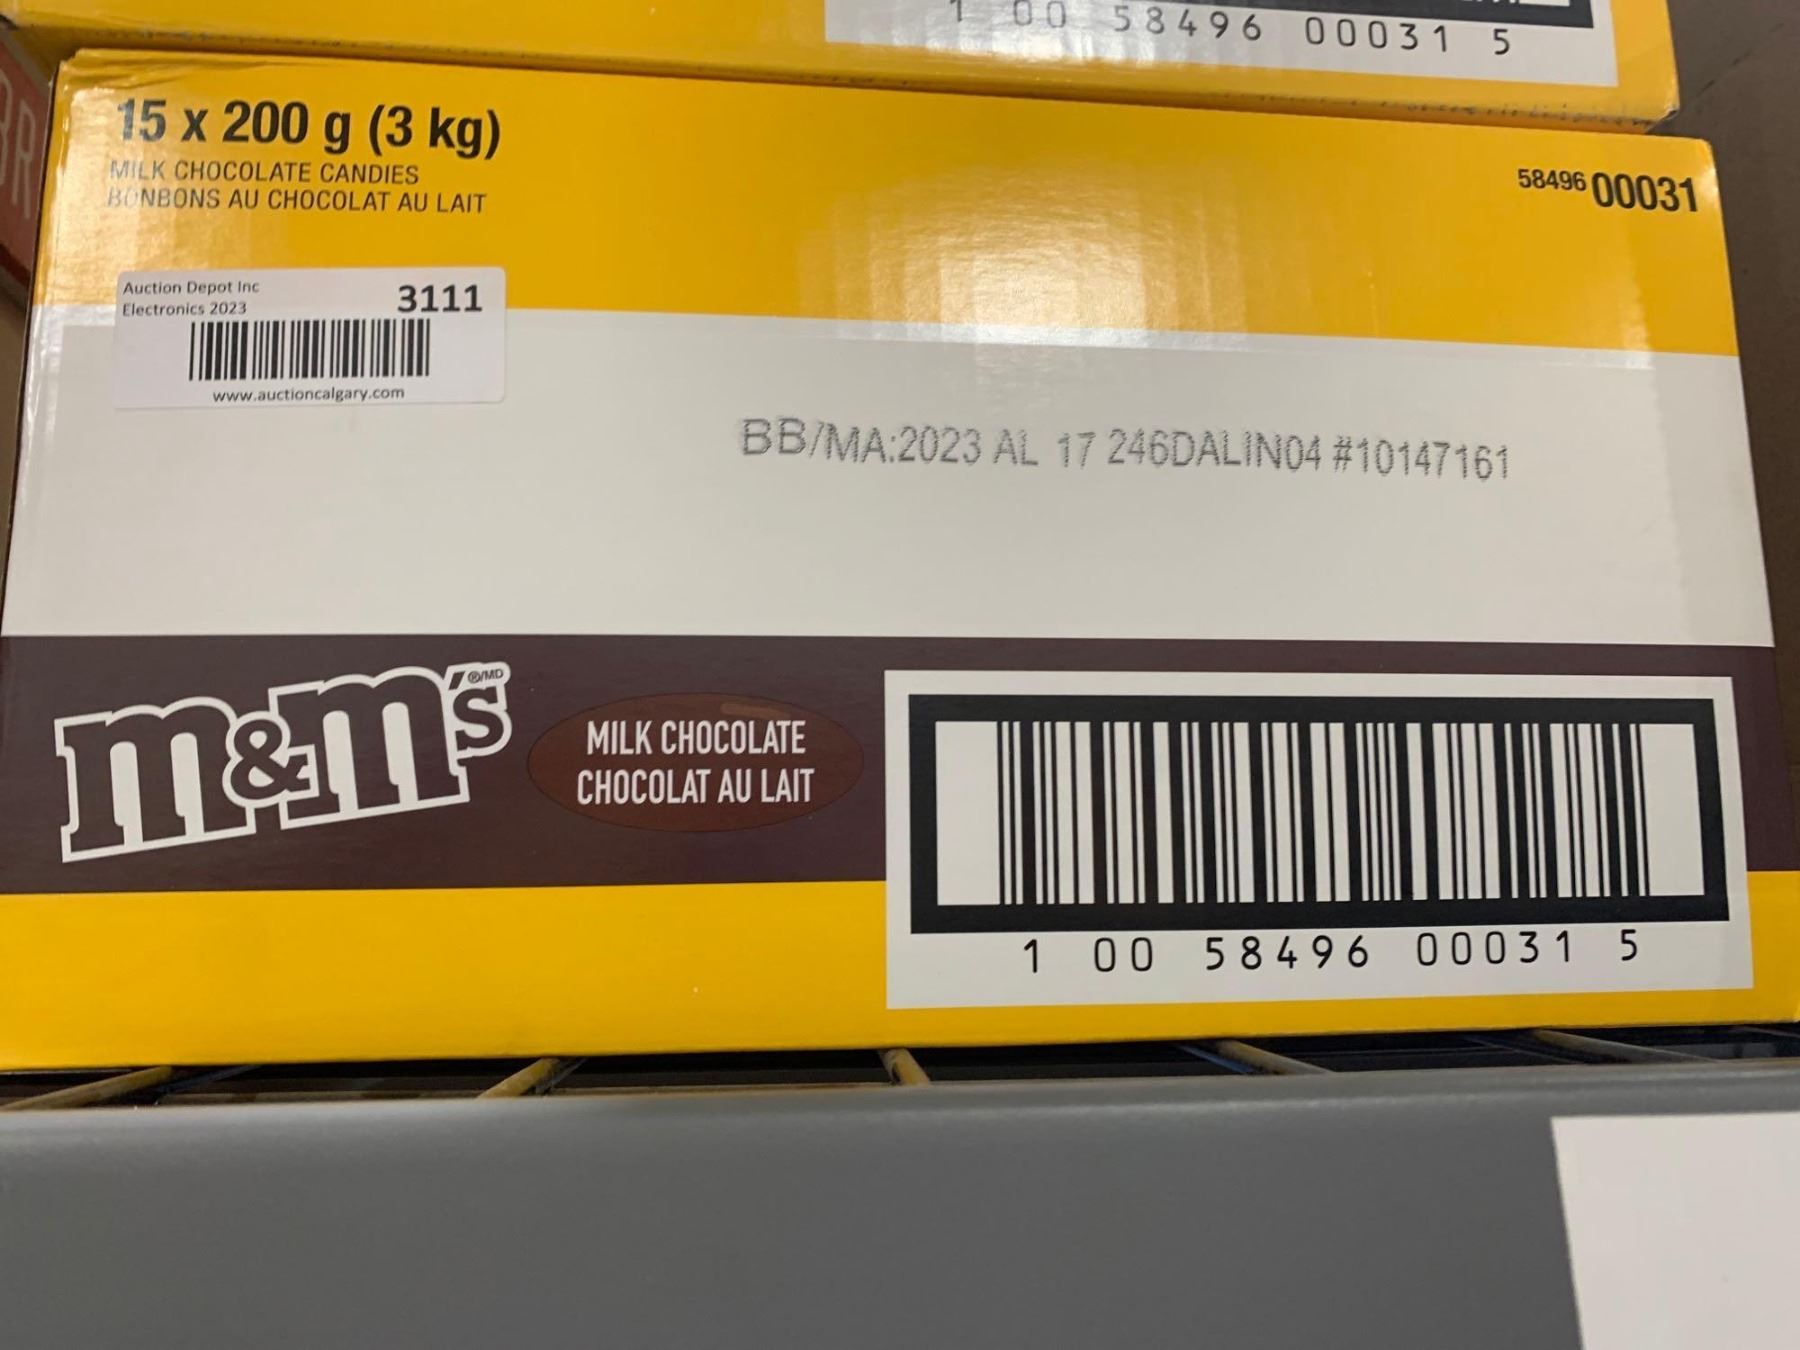 1 00 58496 00031 5
15 x 200 g (3 kg)
MILK CHOCOLATE CANDIES
BONBONS AU CHOCOLAT AU LAIT
58496 00031
Auction Depot Inc
Electronics 2023
3111
www.auctioncalgary.com
BB/MA:2023 AL 17 246DALIN04 #10147161
m&m's ®/MD
MILK CHOCOLATE
CHOCOLAT AU LAIT
1 00 58496 00031 5